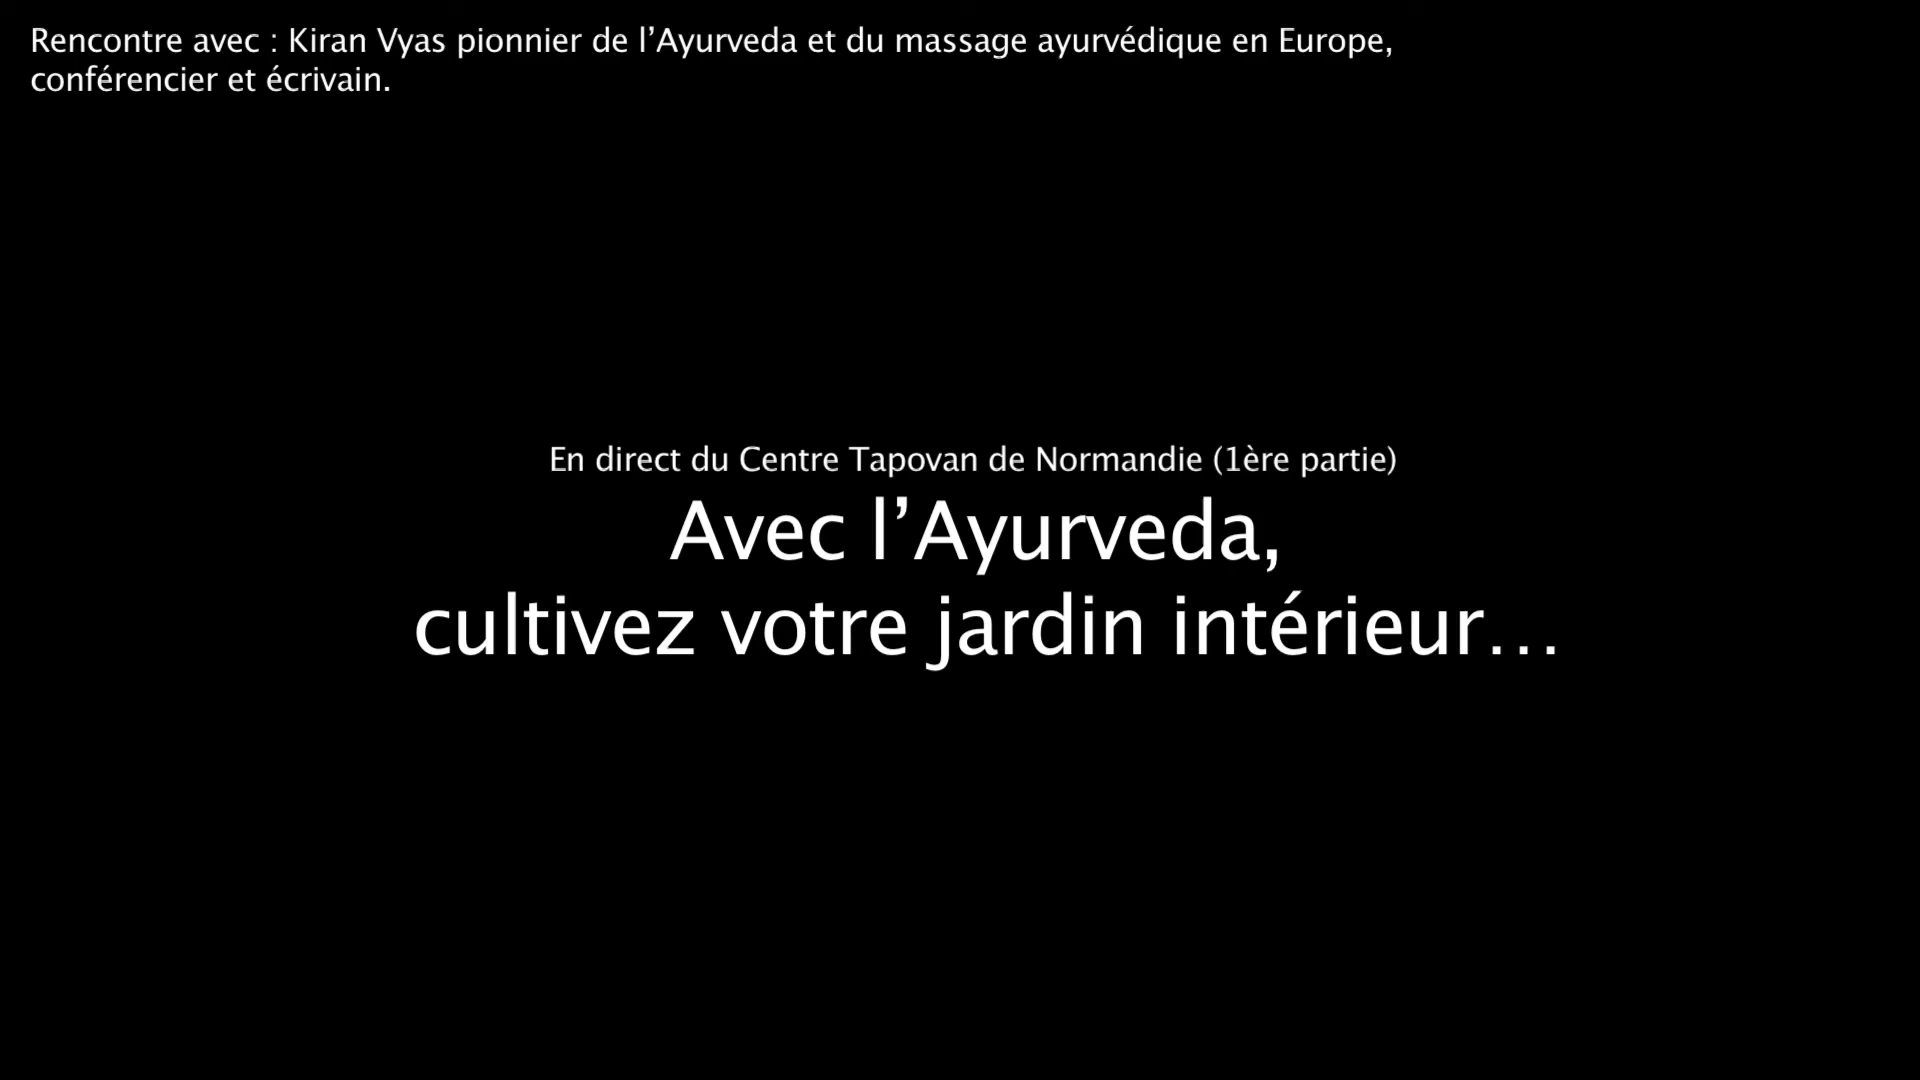 Rencontre avec : Kiran Vyas pionnier de l’Ayurveda et du massage ayurvédique en Europe,
conférencier et écrivain.
En direct du Centre Tapovan de Normandie (1ère partie)
Avec l’Ayurveda,
cultivez votre jardin intérieur...